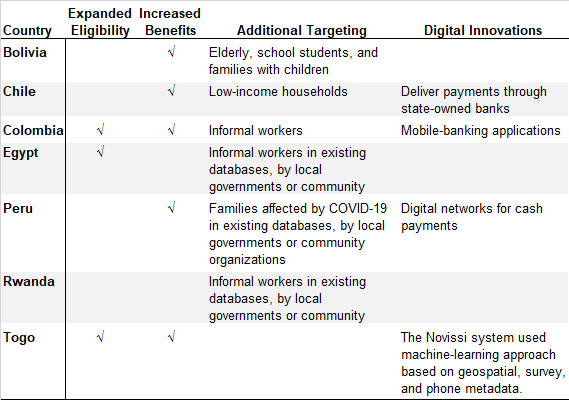 Expanded Increased
Country Eligibility Benefits Additional Targeting Digital Innovations
Bolivia √ Elderly, school students, and
families with children
Chile √ Low-income households Deliver payments through
state-owned banks
Colombia √ √ Informal workers Mobile-banking applications
Egypt √ Informal workers in existing
databases, by local
governments or community
Peru √ Families affected by COVID-19 Digital networks for cash
in existing databases, by local payments
governments or community
organizations
Rwanda Informal workers in existing
databases, by local
governments or community
Togo √ √ The Novissi system used
machine-learning approach
based on geospatial, survey,
and phone metadata.